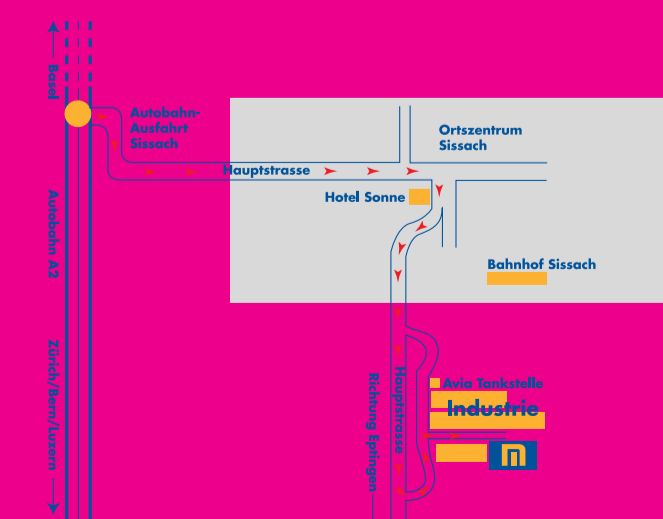 Basel
Autobahn-
Ausfahrt
Sissach
Ortszentrum
Sissach
Hauptstrasse
Hotel Sonne
Autobahn A2
Bahnhof Sissach
Zürich/Bern/Luzern
Richtung Eptingen
Hauptstrasse
Avia Tankstelle
Industrie